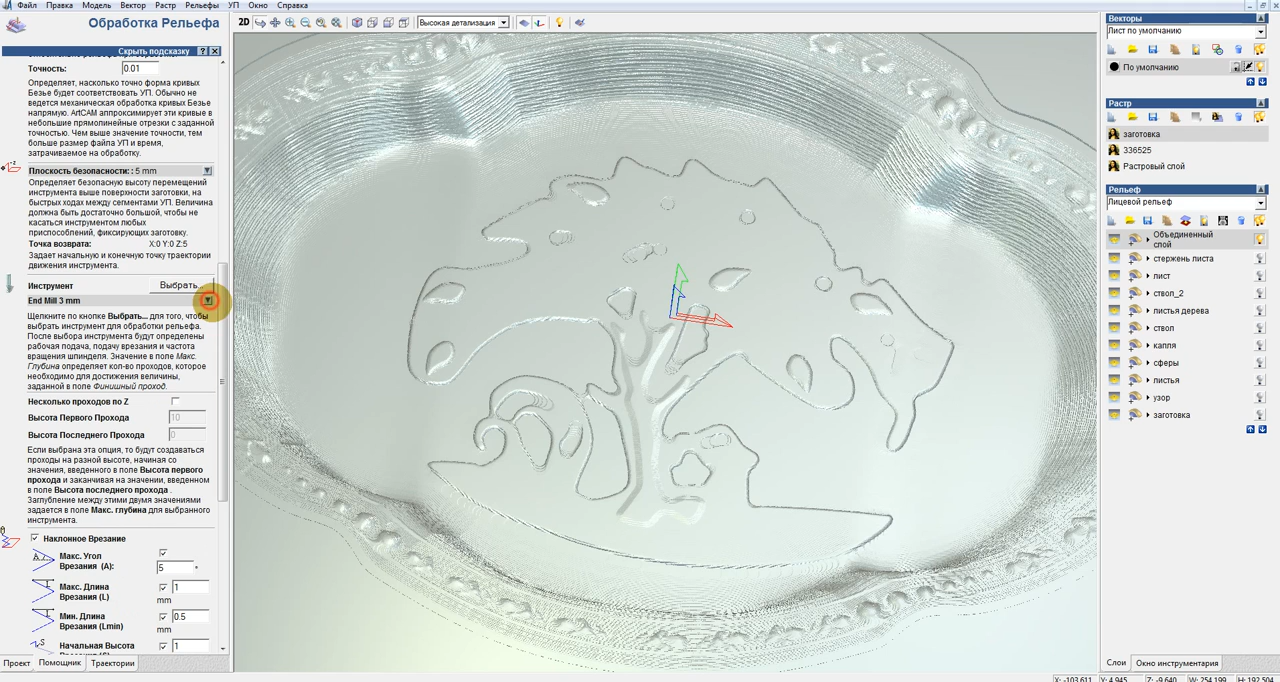 Файл Правка Модель Вектор Растр Рельефы УП Окно Справка
Обработка Рельефа
Скрыть подсказку ?
Точность: 0.01
Определяет, насколько точно форма кривых
Безье будет соответствовать УП. Обычно не
ведется механическая обработка кривых Безье
напрямую. ArtCAM аппроксимирует эти кривые в
небольшие прямолинейные отрезки с заданной
точностью. Чем выше значение точности, тем
больше размер файла УП и время,
затрачиваемое на обработку.
Плоскость безопасности: : 5 mm
Определяет безопасную высоту перемещений
инструмента выше поверхности заготовки, на
быстрых ходах между сегментами УП. Величина
должна быть достаточно большой, чтобы не
касаться инструментом любых
приспособлений, фиксирующих заготовку.
Точка возврата: X:0 Y:0 Z:5
Задает начальную и конечную точку траектории
движения инструмента.
Инструмент Выбрать...
End Mill 3 mm
Щелкните по кнопке Выбрать... для того, чтобы
выбрать инструмент для обработки рельефа.
После выбора инструмента будут определены
рабочая подача, подачу врезания и частота
вращения шпинделя. Значение в поле Макс.
Глубина определяет кол-во проходов, которое
необходимо для достижения величины,
заданной в поле Финишный проход.
Несколько проходов по Z
Высота Первого Прохода 10
Высота Последнего Прохода 0
Если выбрана эта опция, то будут создаваться
проходы на разной высоте, начиная со
значения, введенного в поле Высота первого
прохода и заканчивая на значении, введенном
в поле Высота последнего прохода .
Заглубление между этими двумя значениями
задается в поле Макс. глубина для выбранного
инструмента.
Наклонное Врезание
Макс. Угол
Врезания (A): 5 °
Макс. Длина
Врезания (L) 1
mm
Мин. Длина
Врезания (Lmin) 0.5
mm
Начальная Высота 1
Проект Помощник Траектории
2D Высокая детализация
Векторы
Лист по умолчанию
По умолчанию
Растр
заготовка
336525
Растровый слой
Рельеф
Лицевой рельеф
Объединенный
слой
стержень листа
лист
ствол_2
листья дерева
ствол
капля
сферы
листья
узор
заготовка
Слои Окно инструментария
X: -103.611 Y: 4.945 Z: -9.640 W: 254.199 H: 192.504